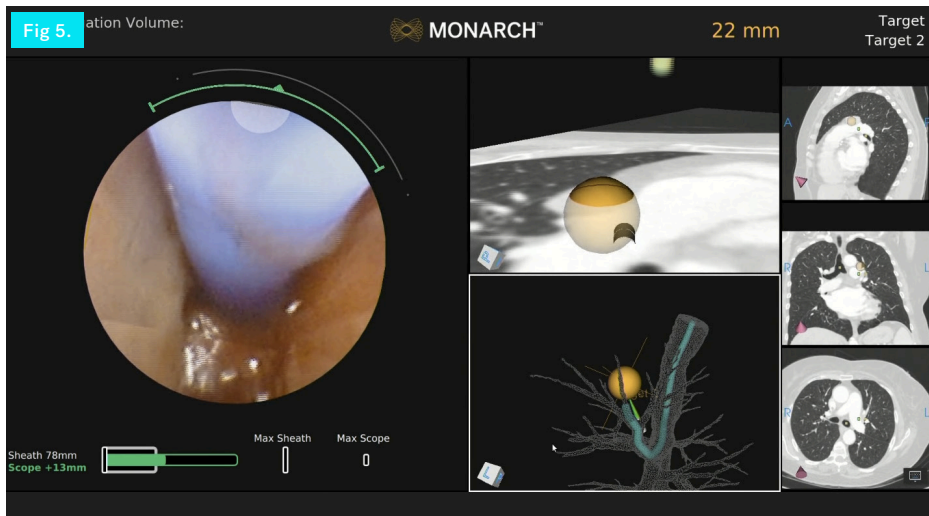 Fig 5.
ation Volume:
MONARCH™
22 mm
Target
Target 2
A
Max Sheath
Max Scope
Sheath 78mm
Scope +13mm
R
L
R
L
L